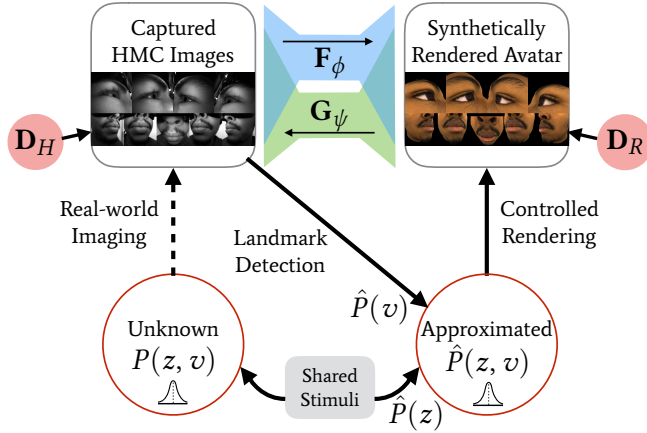 Captured
HMC Images
F_ϕ
G_ψ
Synthetically
Rendered Avatar
D_H
D_R
Real-world
Imaging
Landmark
Detection
Controlled
Rendering
P̂(v)
Unknown
P(z, v)
Shared
Stimuli
Approximated
P̂(z, v)
P̂(z)